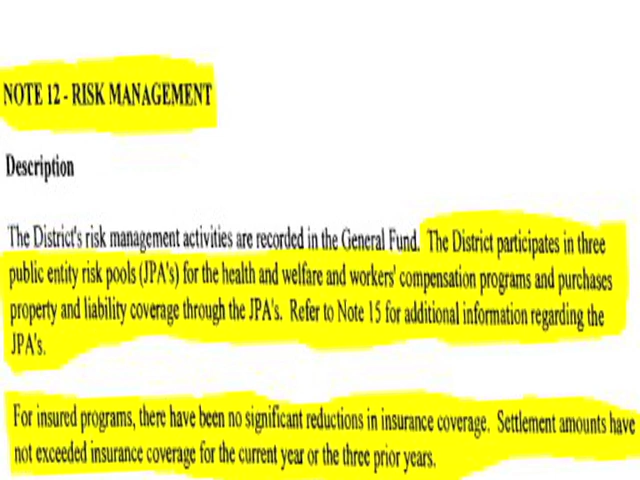 NOTE 12 - RISK MANAGEMENT
Description
The District's risk management activities are recorded in the General Fund. The District participates in three
public entity risk pools (JPA's) for the health and welfare and workers' compensation programs and purchases
property and liability coverage through the JPA's. Refer to Note 15 for additional information regarding the
JPA's.
For insured programs, there have been no significant reductions in insurance coverage. Settlement amounts have
not exceeded insurance coverage for the current year or the three prior years.